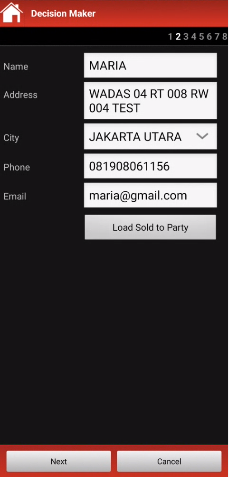 Decision Maker
1 2 3 4 5 6 7 8
Name MARIA
Address WADAS 04 RT 008 RW
004 TEST
City JAKARTA UTARA
Phone 081908061156
Email maria@gmail.com
Load Sold to Party
Next Cancel